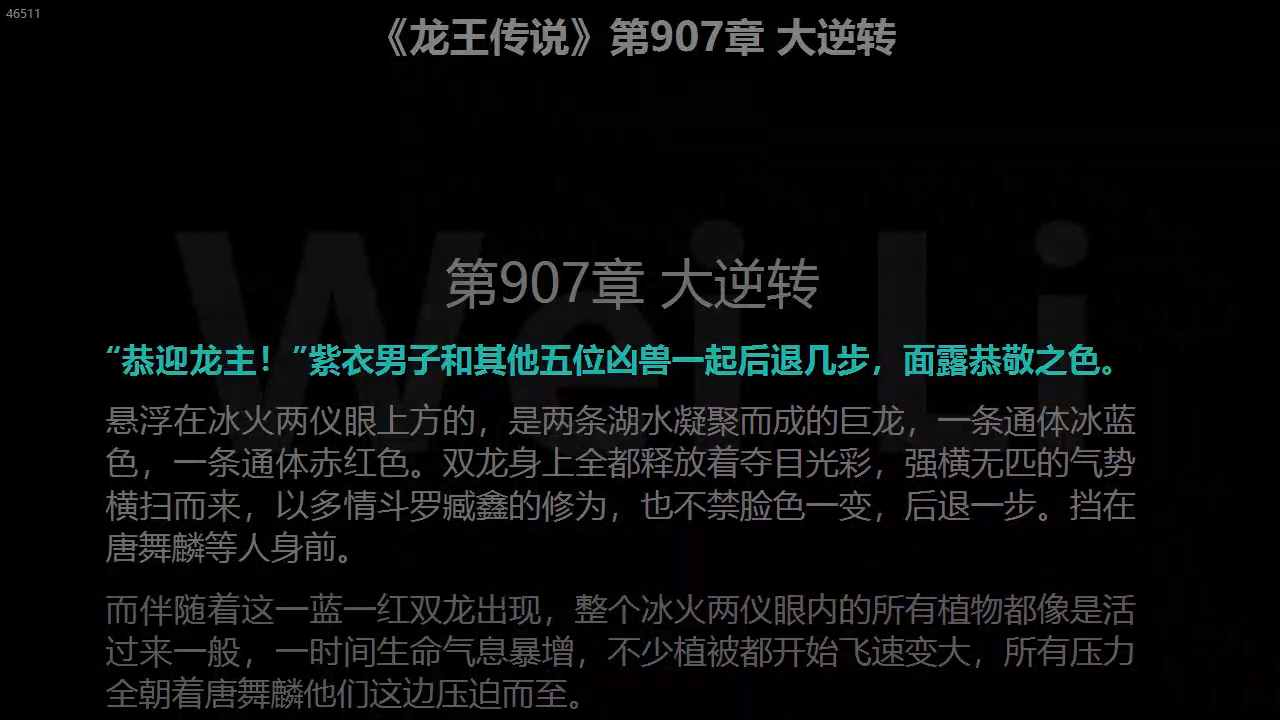 46511
《龙王传说》第907章 大逆转
Wei Li
第907章 大逆转
“恭迎龙主！”紫衣男子和其他五位凶兽一起后退几步，面露恭敬之色。
悬浮在冰火两仪眼上方的，是两条湖水凝聚而成的巨龙，一条通体冰蓝
色，一条通体赤红色。双龙身上全都释放着夺目光彩，强横无匹的气势
横扫而来，以多情斗罗臧鑫的修为，也不禁脸色一变，后退一步。挡在
唐舞麟等人身前。
而伴随着这一蓝一红双龙出现，整个冰火两仪眼内的所有植物都像是活
过来一般，一时间生命气息暴增，不少植被都开始飞速变大，所有压力
全朝着唐舞麟他们这边压迫而至。